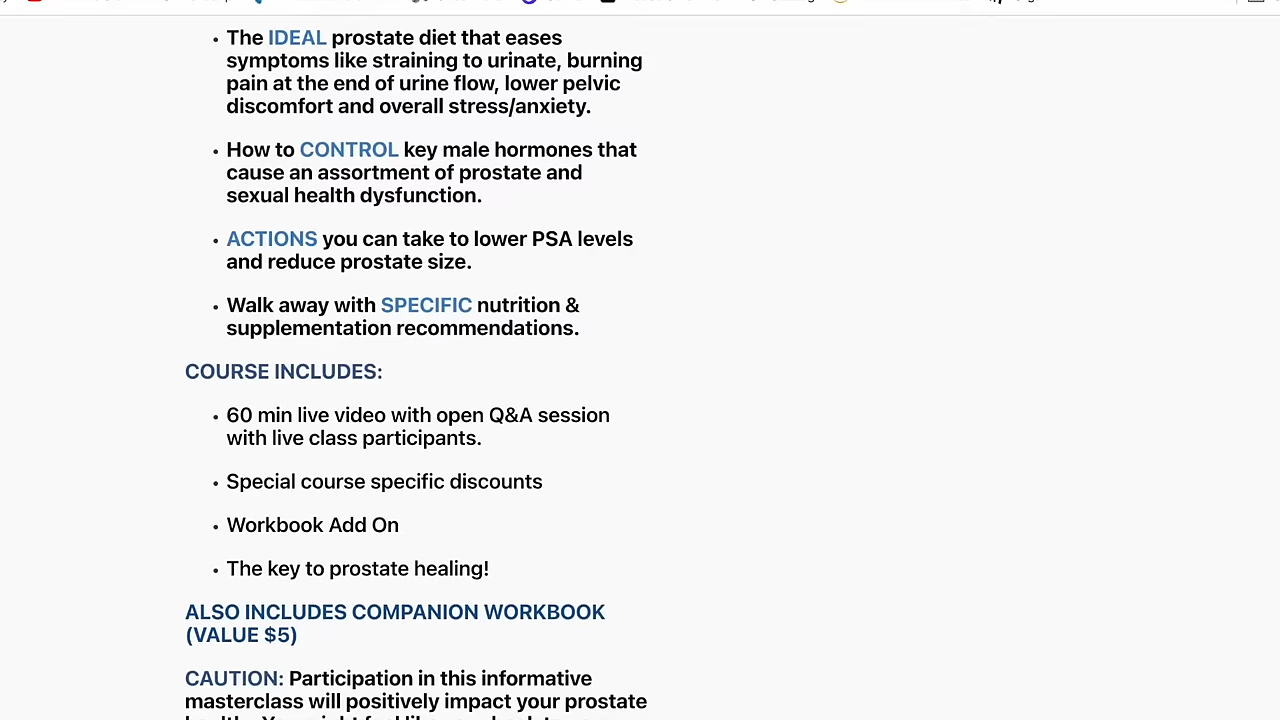 • The IDEAL prostate diet that eases
symptoms like straining to urinate, burning
pain at the end of urine flow, lower pelvic
discomfort and overall stress/anxiety.
• How to CONTROL key male hormones that
cause an assortment of prostate and
sexual health dysfunction.
• ACTIONS you can take to lower PSA levels
and reduce prostate size.
• Walk away with SPECIFIC nutrition &
supplementation recommendations.
COURSE INCLUDES:
• 60 min live video with open Q&A session
with live class participants.
• Special course specific discounts
• Workbook Add On
• The key to prostate healing!
ALSO INCLUDES COMPANION WORKBOOK
(VALUE $5)
CAUTION: Participation in this informative
masterclass will positively impact your prostate